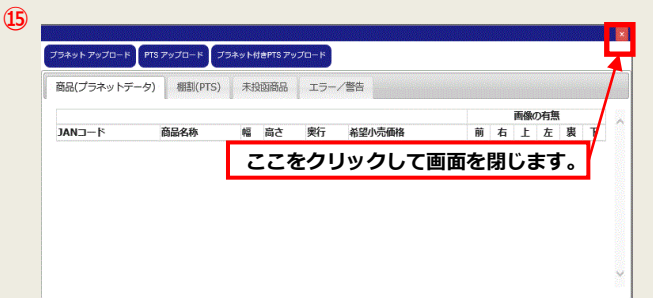 ⑮
×
プラネット アップロード PTS アップロード プラネット付きPTS アップロード
商品(プラネットデータ) 棚割(PTS) 未投函商品 エラー／警告
画像の有無
JANコード 商品名称 幅 高さ 奥行 希望小売価格 前 右 上 左 裏 下
ここをクリックして画面を閉じます。